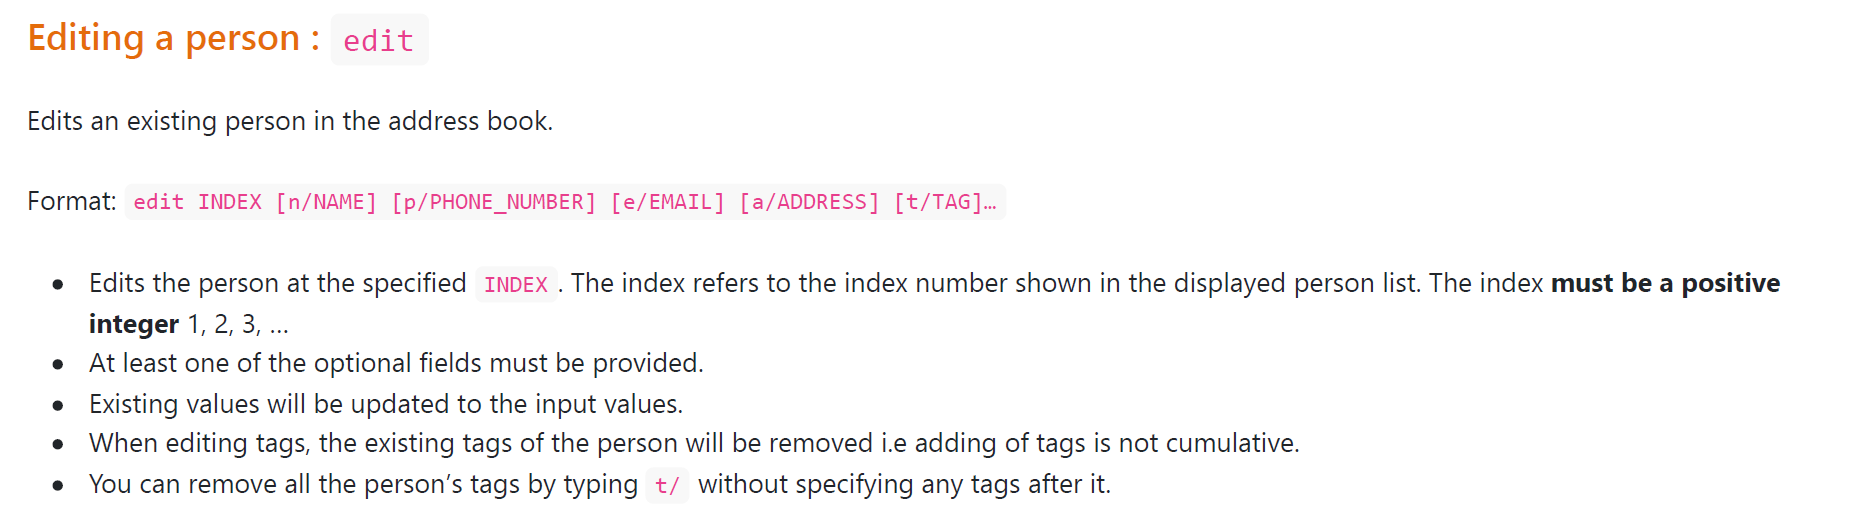 Editing a person : edit
Edits an existing person in the address book.
Format: edit INDEX [n/NAME] [p/PHONE_NUMBER] [e/EMAIL] [a/ADDRESS] [t/TAG]…
• Edits the person at the specified INDEX . The index refers to the index number shown in the displayed person list. The index must be a positive
integer 1, 2, 3, …
• At least one of the optional fields must be provided.
• Existing values will be updated to the input values.
• When editing tags, the existing tags of the person will be removed i.e adding of tags is not cumulative.
• You can remove all the person’s tags by typing t/ without specifying any tags after it.